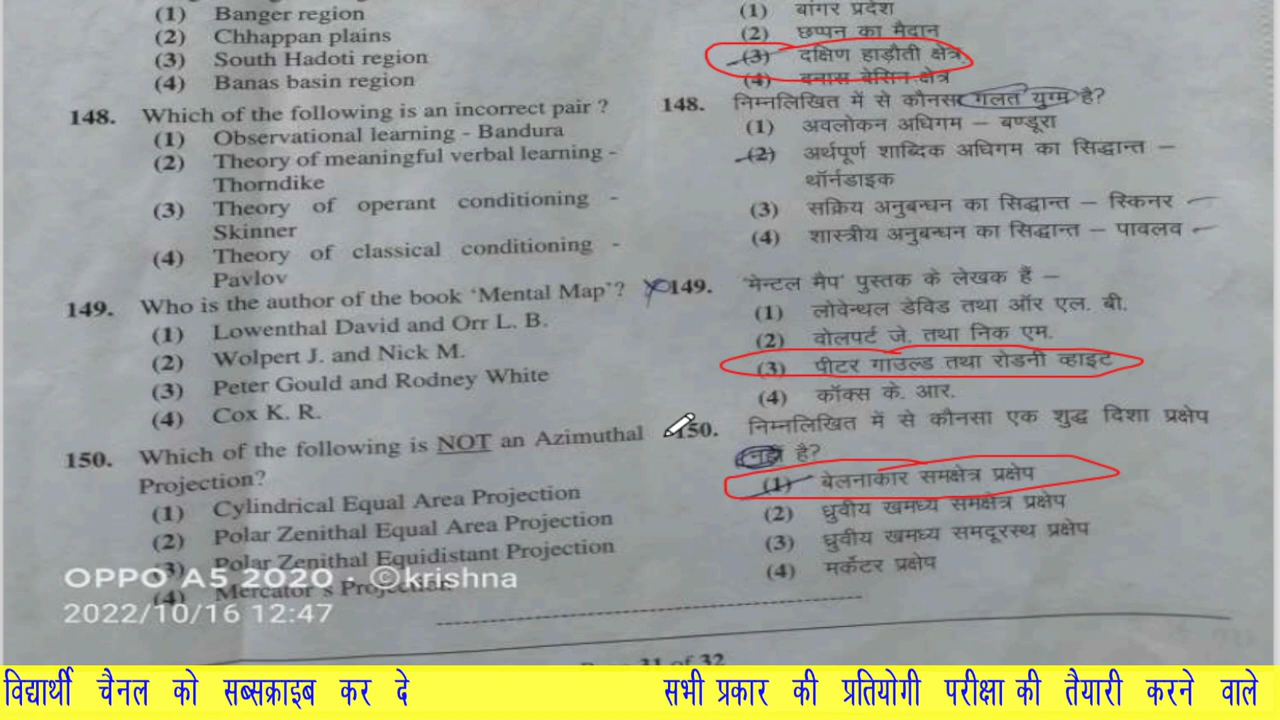 (1) Banger region
(2) Chhappan plains
(3) South Hadoti region
(4) Banas basin region
148. Which of the following is an incorrect pair ?
(1) Observational learning - Bandura
(2) Theory of meaningful verbal learning -
Thorndike
(3) Theory of operant conditioning -
Skinner
(4) Theory of classical conditioning -
Pavlov
149. Who is the author of the book ‘Mental Map’?
(1) Lowenthal David and Orr L. B.
(2) Wolpert J. and Nick M.
(3) Peter Gould and Rodney White
(4) Cox K. R.
150. Which of the following is NOT an Azimuthal
Projection?
(1) Cylindrical Equal Area Projection
(2) Polar Zenithal Equal Area Projection
(3) Polar Zenithal Equidistant Projection
(4) Mercator's Projection
(1) बांगर प्रदेश
(2) छप्पन का मैदान
(3) दक्षिण हाड़ौती क्षेत्र
(4) बनास बेसिन क्षेत्र
148. निम्नलिखित में से कौनसा गलत युग्म है?
(1) अवलोकन अधिगम – बण्डूरा
(2) अर्थपूर्ण शाब्दिक अधिगम का सिद्धान्त –
थॉर्नडाइक
(3) सक्रिय अनुबन्धन का सिद्धान्त – स्किनर
(4) शास्त्रीय अनुबन्धन का सिद्धान्त – पावलव
149. ‘मेन्टल मैप’ पुस्तक के लेखक हैं –
(1) लोवेन्थल डेविड तथा ऑर एल. बी.
(2) वोलपर्ट जे. तथा निक एम.
(3) पीटर गाउल्ड तथा रोडनी व्हाइट
(4) कॉक्स के. आर.
150. निम्नलिखित में से कौनसा एक शुद्ध दिशा प्रक्षेप
नहीं है?
(1) बेलनाकार समक्षेत्र प्रक्षेप
(2) ध्रुवीय खमध्य समक्षेत्र प्रक्षेप
(3) ध्रुवीय खमध्य समदूरस्थ प्रक्षेप
(4) मर्केटर प्रक्षेप
OPPO A5 2020 · ©krishna
2022/10/16 12:47
31 of 32
विद्यार्थी चैनल को सब्सक्राइब कर दे सभी प्रकार की प्रतियोगी परीक्षा की तैयारी करने वाले